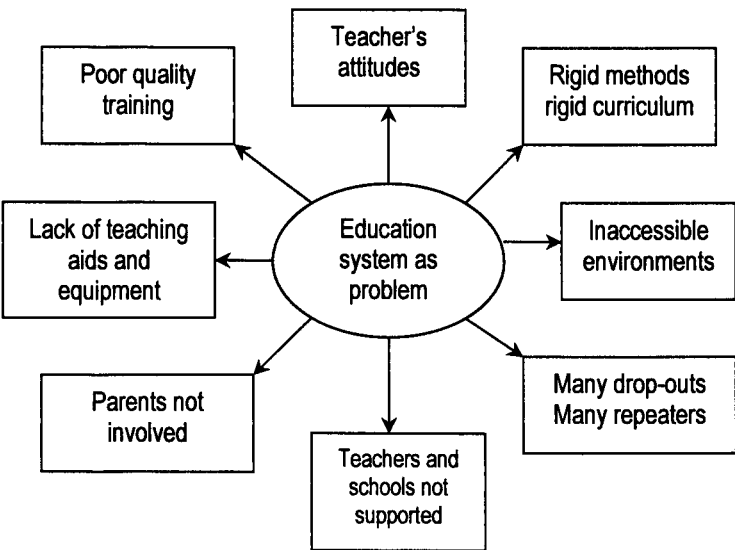 Teacher's
attitudes
Poor quality
training
Rigid methods
rigid curriculum
Lack of teaching
aids and
equipment
Education
system as
problem
Inaccessible
environments
Parents not
involved
Many drop-outs
Many repeaters
Teachers and
schools not
supported